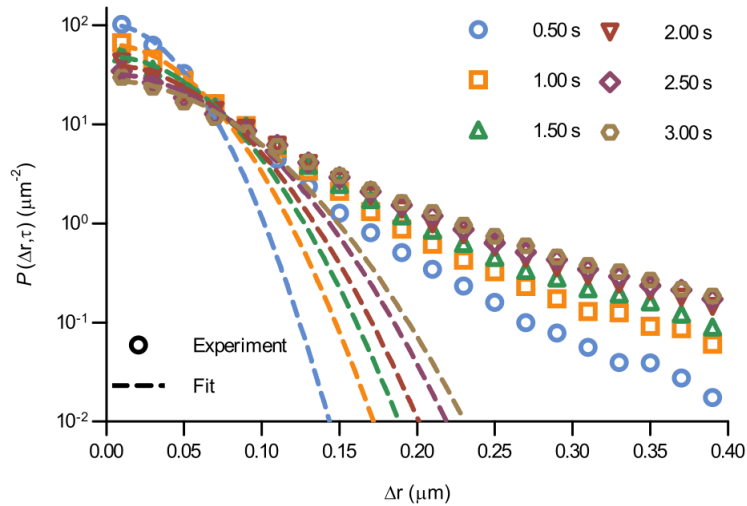 10²
10¹
10⁰
10⁻¹
10⁻²
P(Δr,τ) (μm⁻²)
0.50 s
1.00 s
1.50 s
2.00 s
2.50 s
3.00 s
Experiment
Fit
0.00 0.05 0.10 0.15 0.20 0.25 0.30 0.35 0.40
Δr (μm)